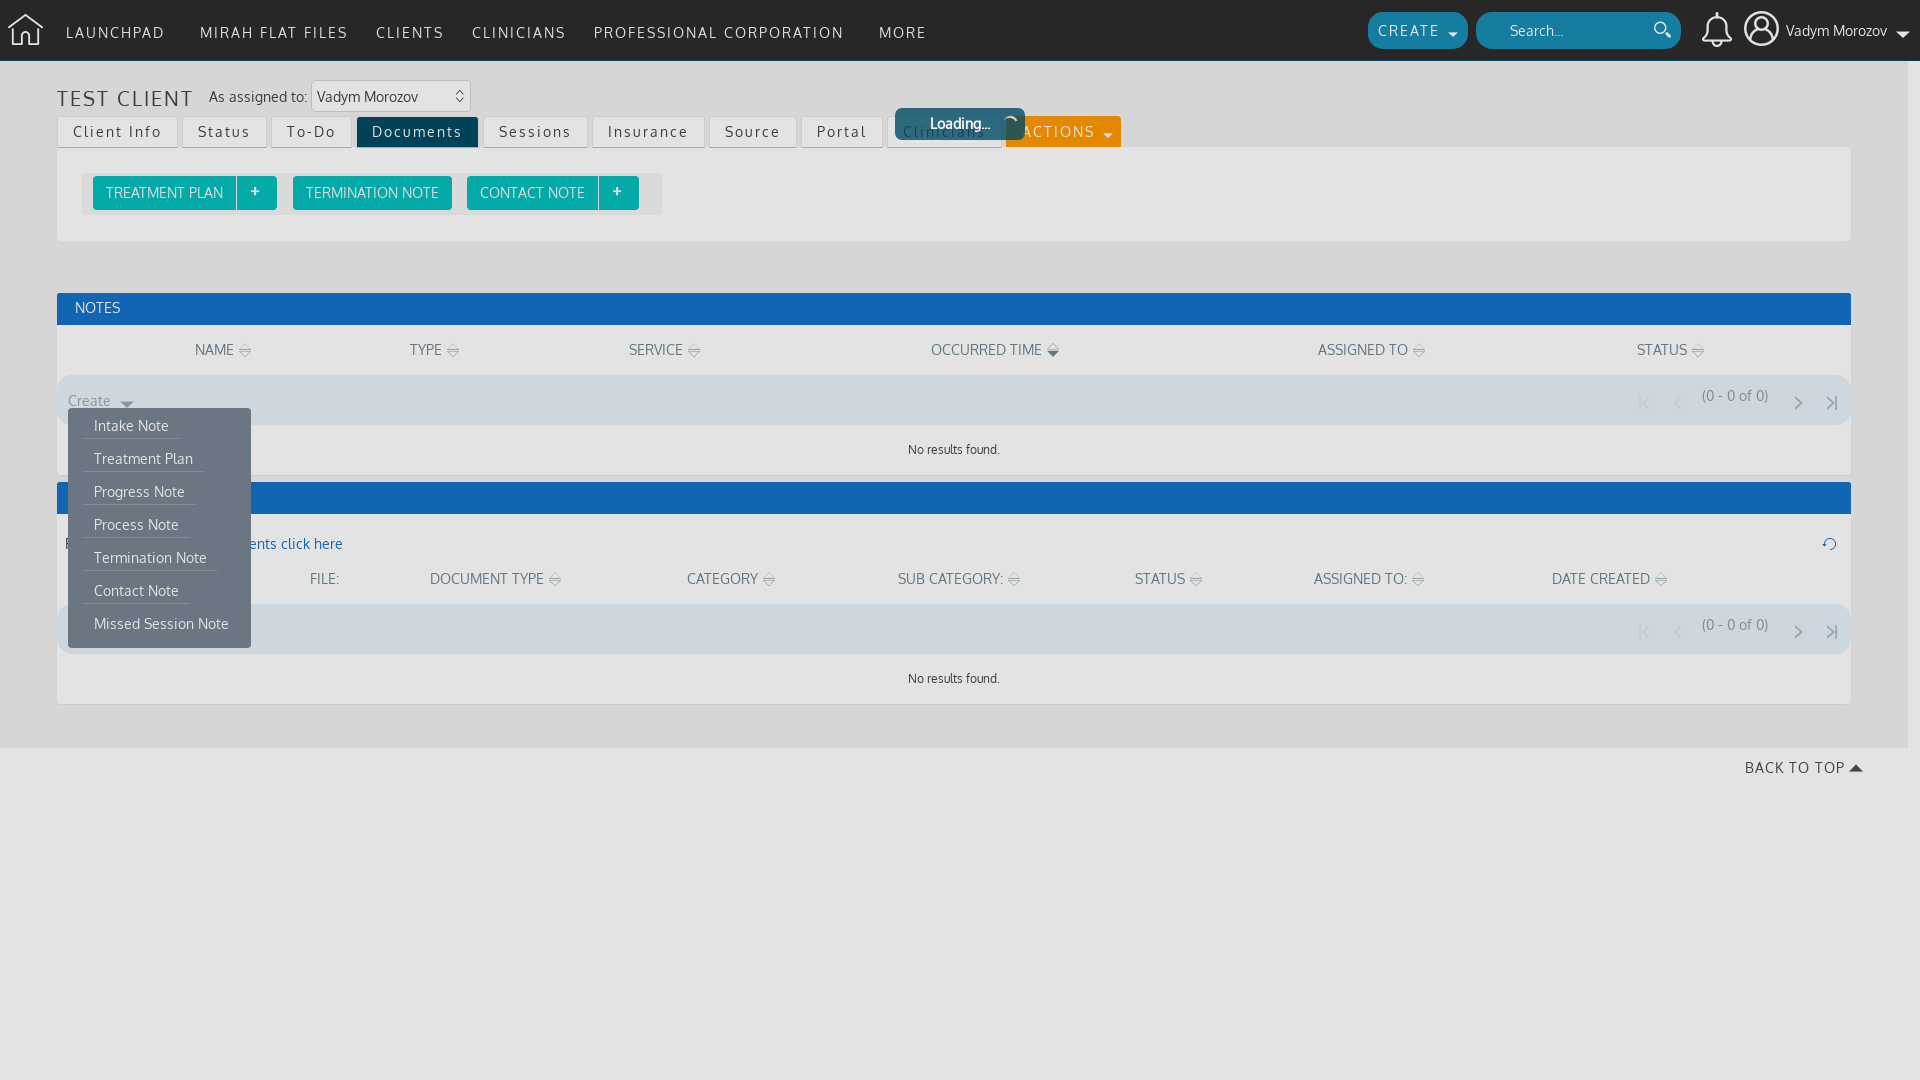 LAUNCHPAD MIRAH FLAT FILES CLIENTS CLINICIANS PROFESSIONAL CORPORATION MORE CREATE Search... Vadym Morozov
TEST CLIENT As assigned to: Vadym Morozov
Client Info Status To-Do Documents Sessions Insurance Source Portal Clinicians ACTIONS
Loading...
TREATMENT PLAN + TERMINATION NOTE CONTACT NOTE +
NOTES
NAME TYPE SERVICE OCCURRED TIME ASSIGNED TO STATUS
Create (0 - 0 of 0)
Intake Note
Treatment Plan
Progress Note
Process Note
Termination Note
Contact Note
Missed Session Note
No results found.
click here
FILE: DOCUMENT TYPE CATEGORY SUB CATEGORY: STATUS ASSIGNED TO: DATE CREATED
(0 - 0 of 0)
No results found.
BACK TO TOP